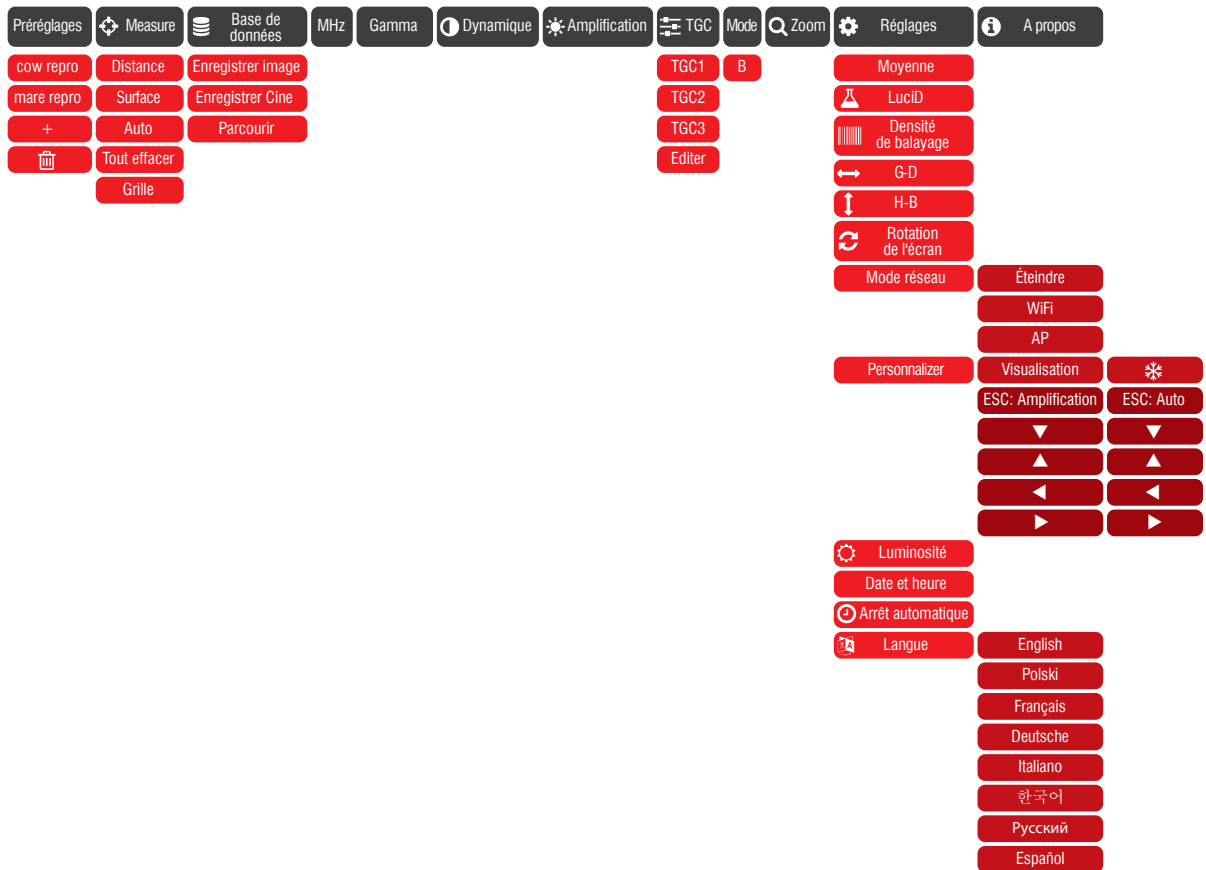 Préréglages
Measure
Base de
données
MHz
Gamma
Dynamique
Amplification
TGC
Mode
Zoom
Réglages
A propos
cow repro
Distance
Enregistrer image
TGC1
B
Moyenne
mare repro
Surface
Enregistrer Cine
TGC2
LuciD
+
Auto
Parcourir
TGC3
Densité
de balayage
Tout effacer
Editer
G-D
Grille
H-B
Rotation
de l'écran
Mode réseau
Éteindre
WiFi
AP
Personnalizer
Visualisation
ESC: Amplification
ESC: Auto
Luminosité
Date et heure
Arrêt automatique
Langue
English
Polski
Français
Deutsche
Italiano
한국어
Русский
Español